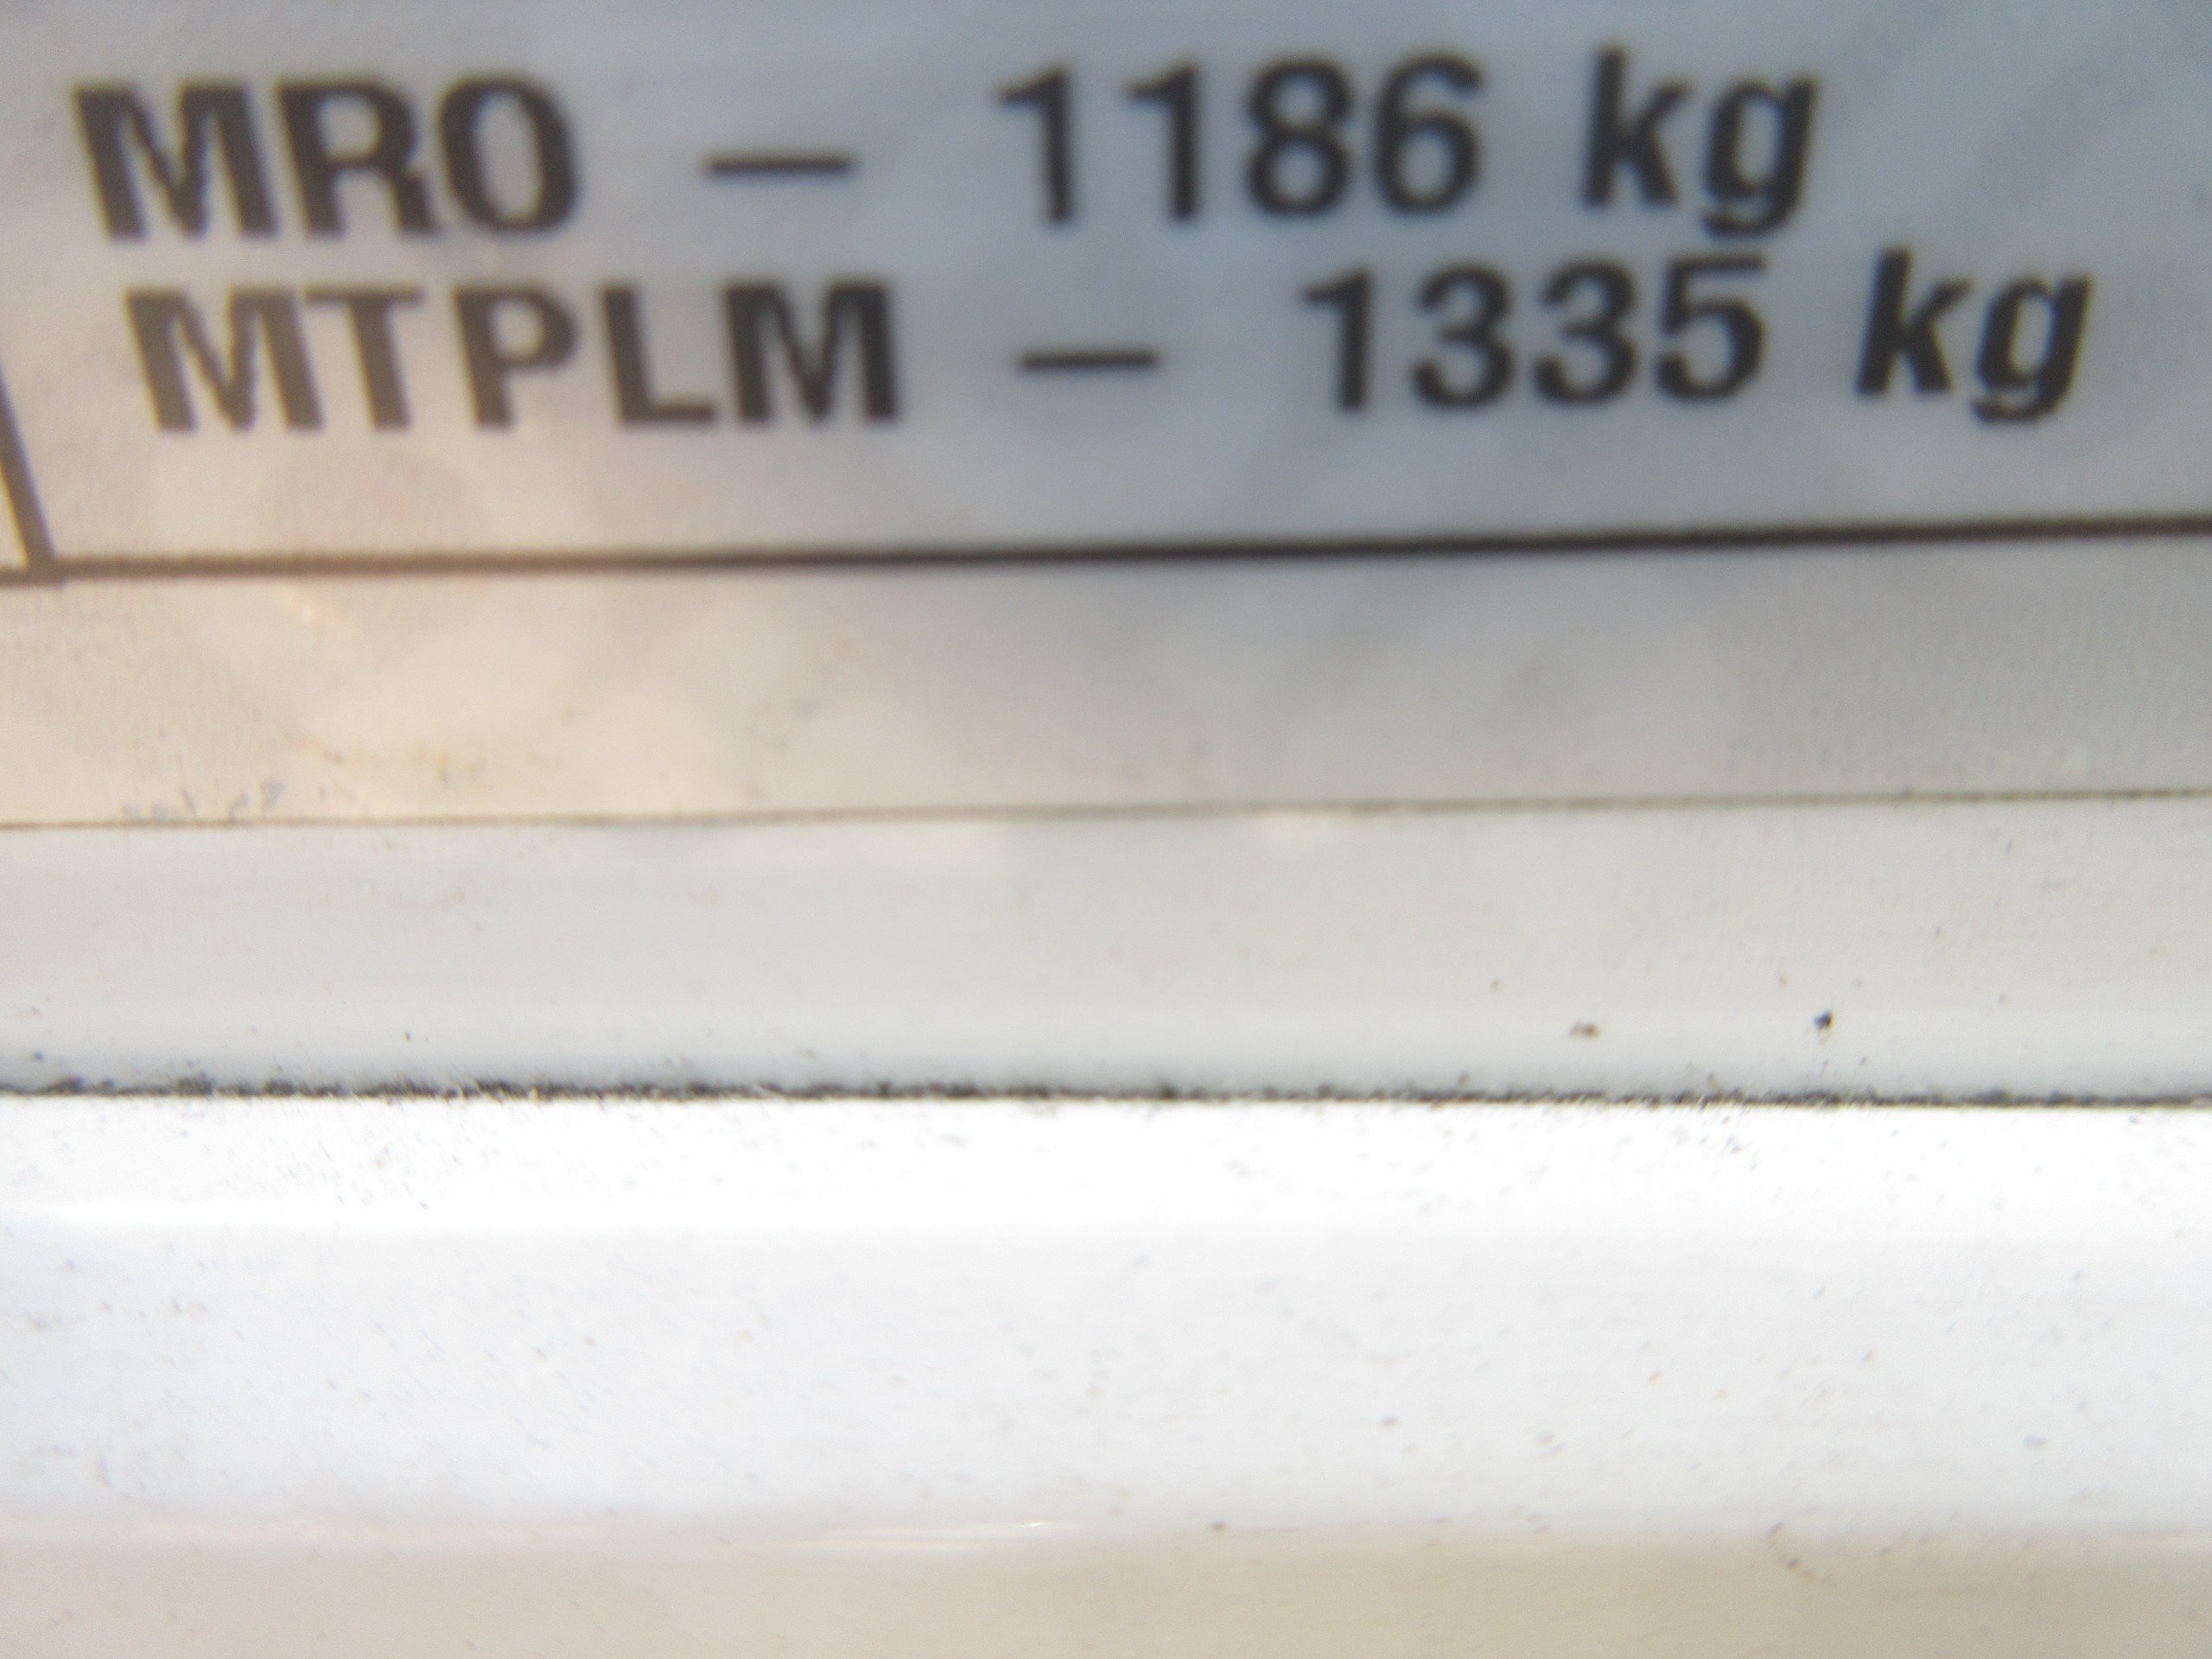 MRO – 1186 kg
MTPLM – 1335 kg